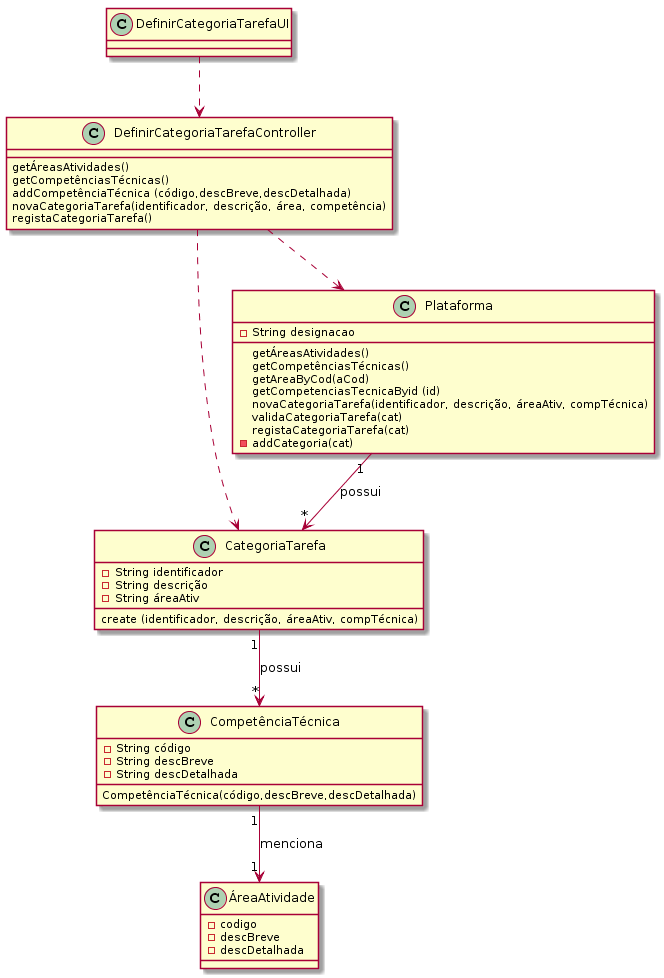 C DefinirCategoriaTarefaUI
C DefinirCategoriaTarefaController
getÁreasAtividades()
getCompetênciasTécnicas()
addCompetênciaTécnica (código,descBreve,descDetalhada)
novaCategoriaTarefa(identificador, descrição, área, competência)
registaCategoriaTarefa()
C Plataforma
String designacao
getÁreasAtividades()
getCompetênciasTécnicas()
getAreaByCod(aCod)
getCompetenciasTecnicaByid (id)
novaCategoriaTarefa(identificador, descrição, áreaAtiv, compTécnica)
validaCategoriaTarefa(cat)
registaCategoriaTarefa(cat)
addCategoria(cat)
1
possui
*
C CategoriaTarefa
String identificador
String descrição
String áreaAtiv
create (identificador, descrição, áreaAtiv, compTécnica)
1
possui
*
C CompetênciaTécnica
String código
String descBreve
String descDetalhada
CompetênciaTécnica(código,descBreve,descDetalhada)
1
menciona
1
C ÁreaAtividade
codigo
descBreve
descDetalhada